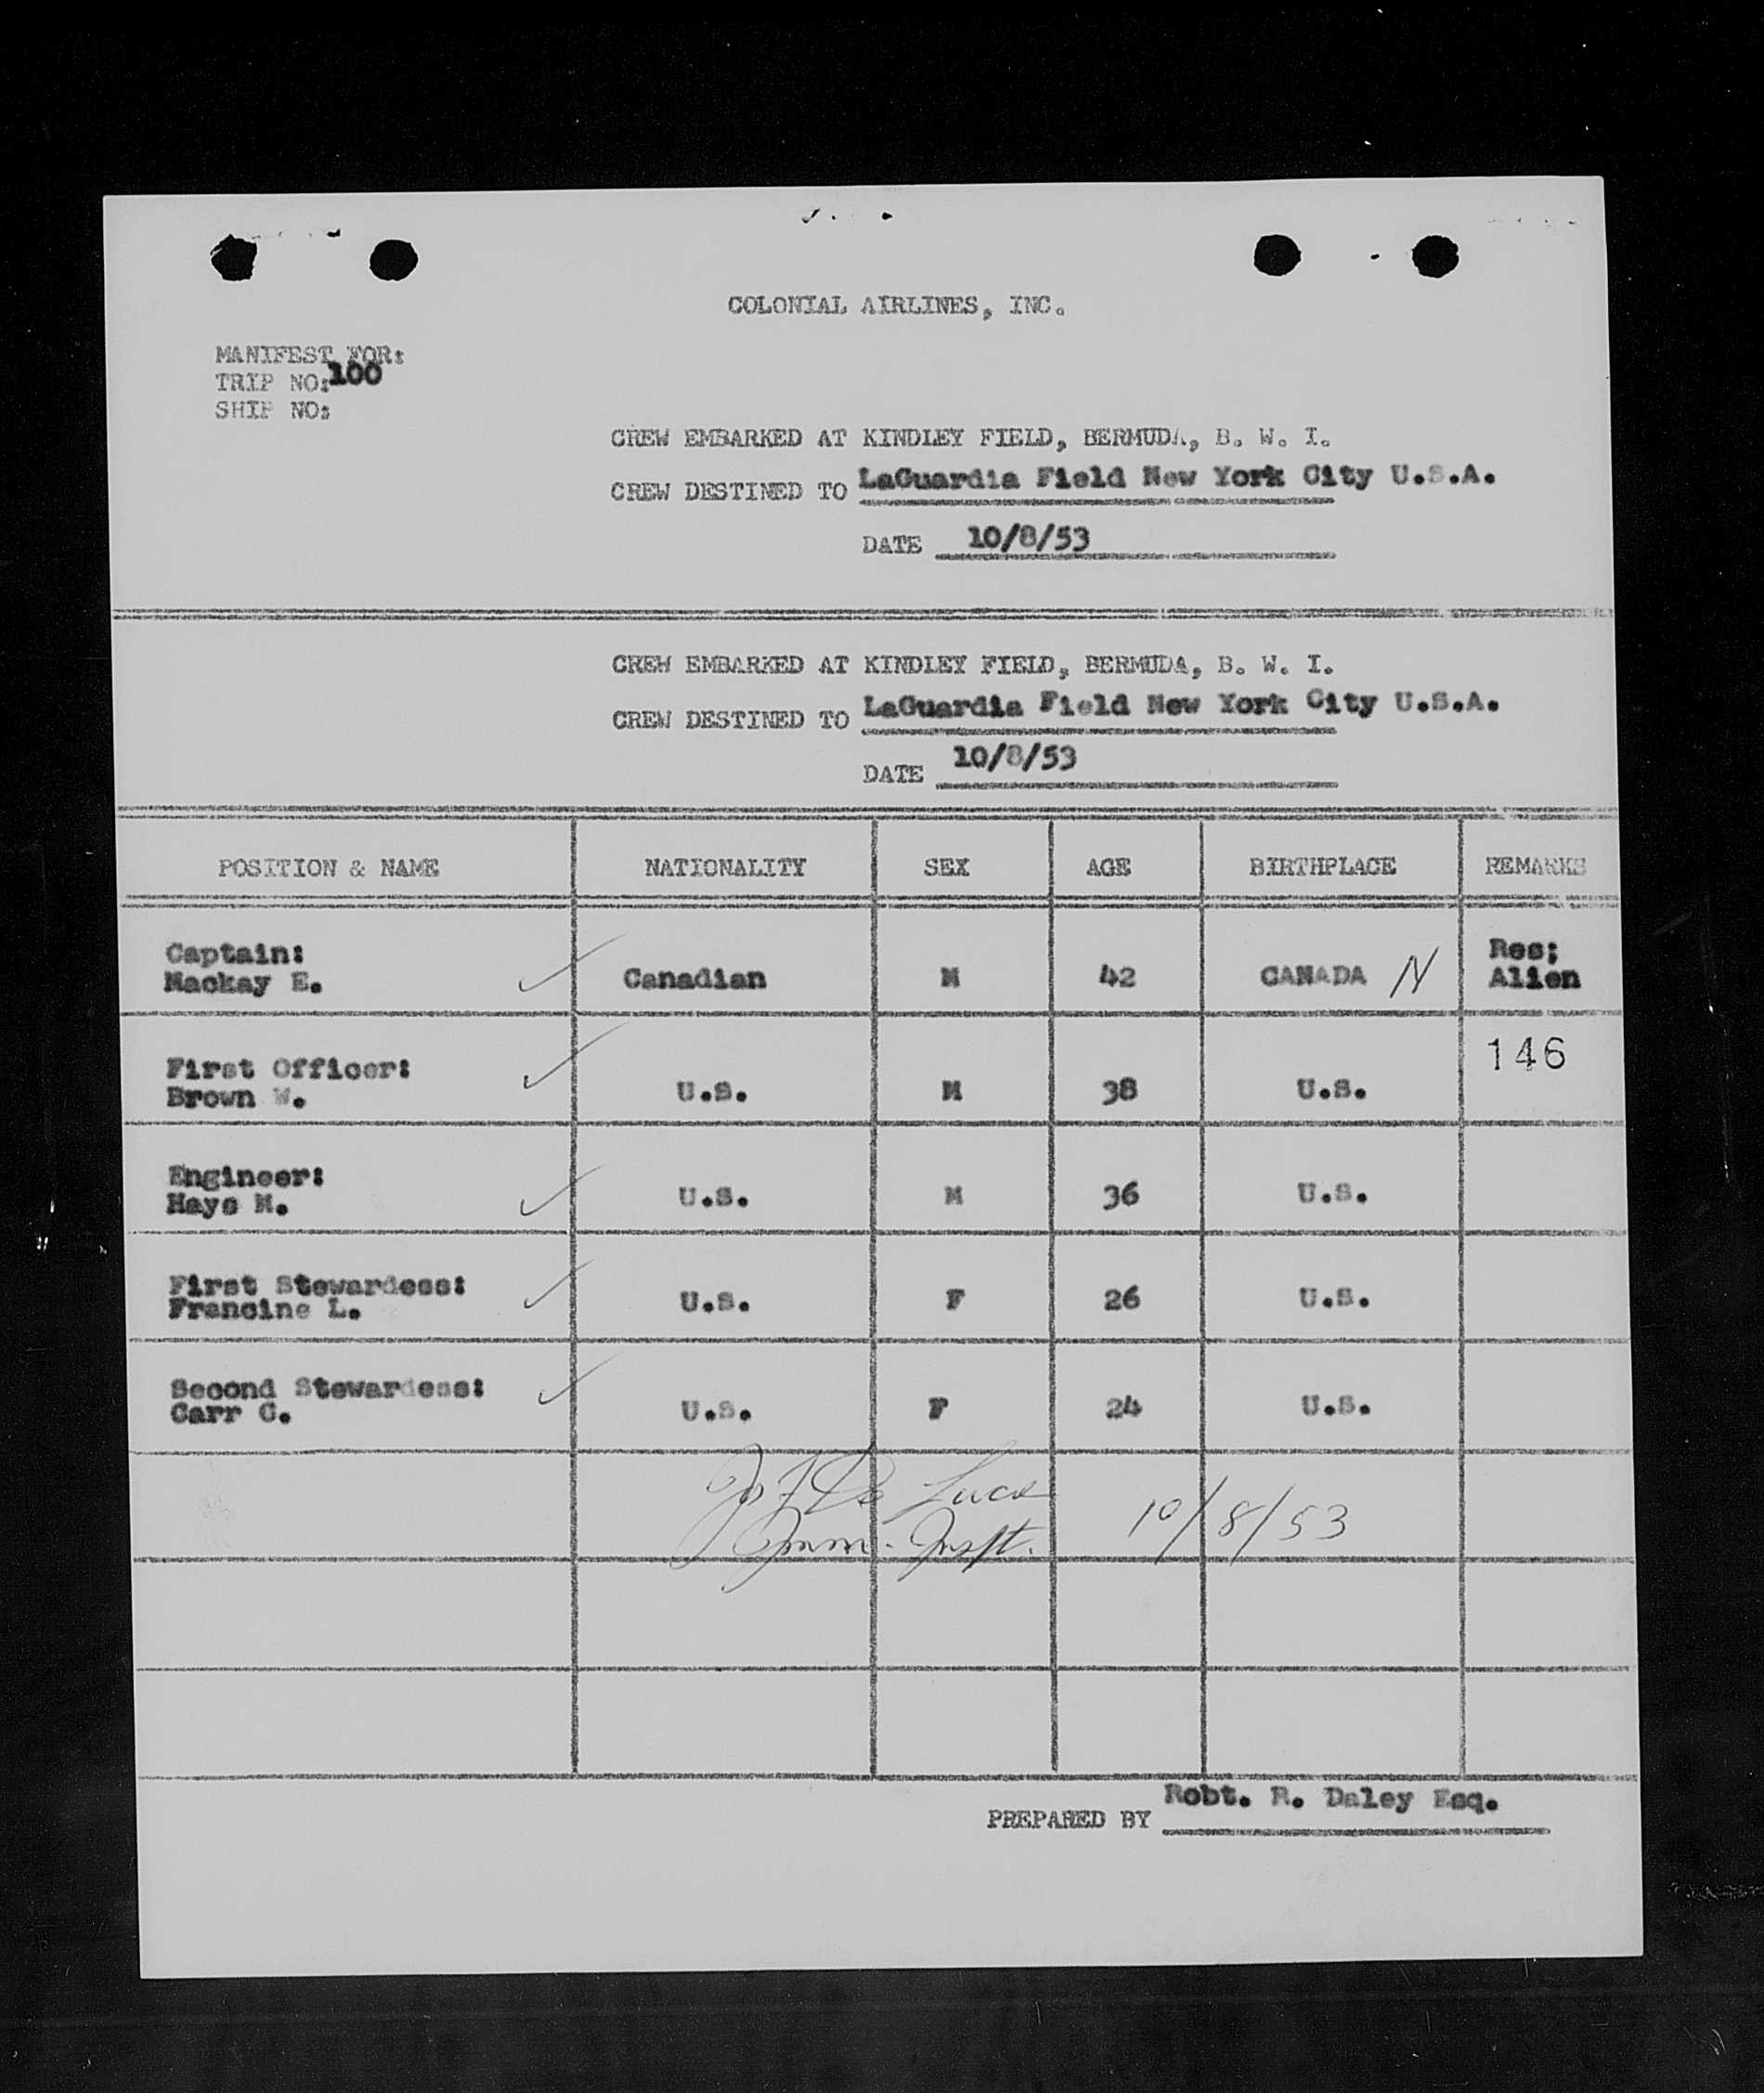 COLONIAL AIRLINES, INC.
MANIFEST FOR:
TRIP NO: 100
SHIP NO:
CREW EMBARKED AT KINDLEY FIELD, BERMUDA, B. W. I.
CREW DESTINED TO LaGuardia Field New York City U.S.A.
DATE 10/8/53
CREW EMBARKED AT KINDLEY FIELD, BERMUDA, B. W. I.
CREW DESTINED TO LaGuardia Field New York City U.S.A.
DATE 10/8/53
POSITION & NAME NATIONALITY SEX AGE BIRTHPLACE REMARKS
Captain: Res;
Mackay E. Canadian M 42 CANADA N Alien
146
First Officer:
Brown W. U.S. M 38 U.S.
Engineer:
Hays M. U.S. M 36 U.S.
First Stewardess:
Francine L. U.S. F 26 U.S.
Second Stewardess:
Carr C. U.S. F 24 U.S.
De Luca 10/8/53
Imm. Inspt.
PREPARED BY Robt. R. Daley Esq.